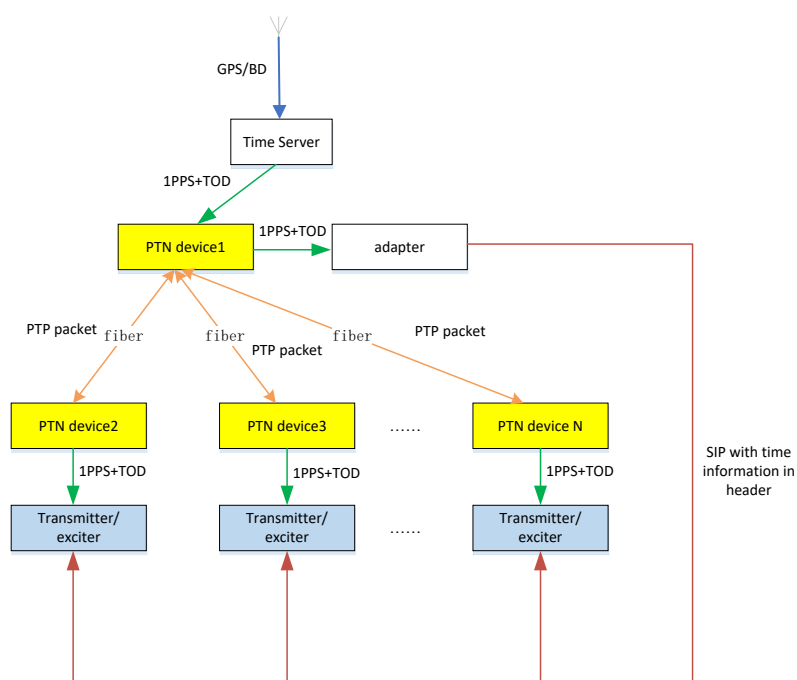 GPS/BD
Time Server
1PPS+TOD
1PPS+TOD
PTN device1
adapter
PTP packet
fiber
fiber
PTP packet
fiber
PTP packet
PTN device2
PTN device3
......
PTN device N
SIP with time
information in
header
1PPS+TOD
1PPS+TOD
1PPS+TOD
Transmitter/
exciter
Transmitter/
exciter
......
Transmitter/
exciter